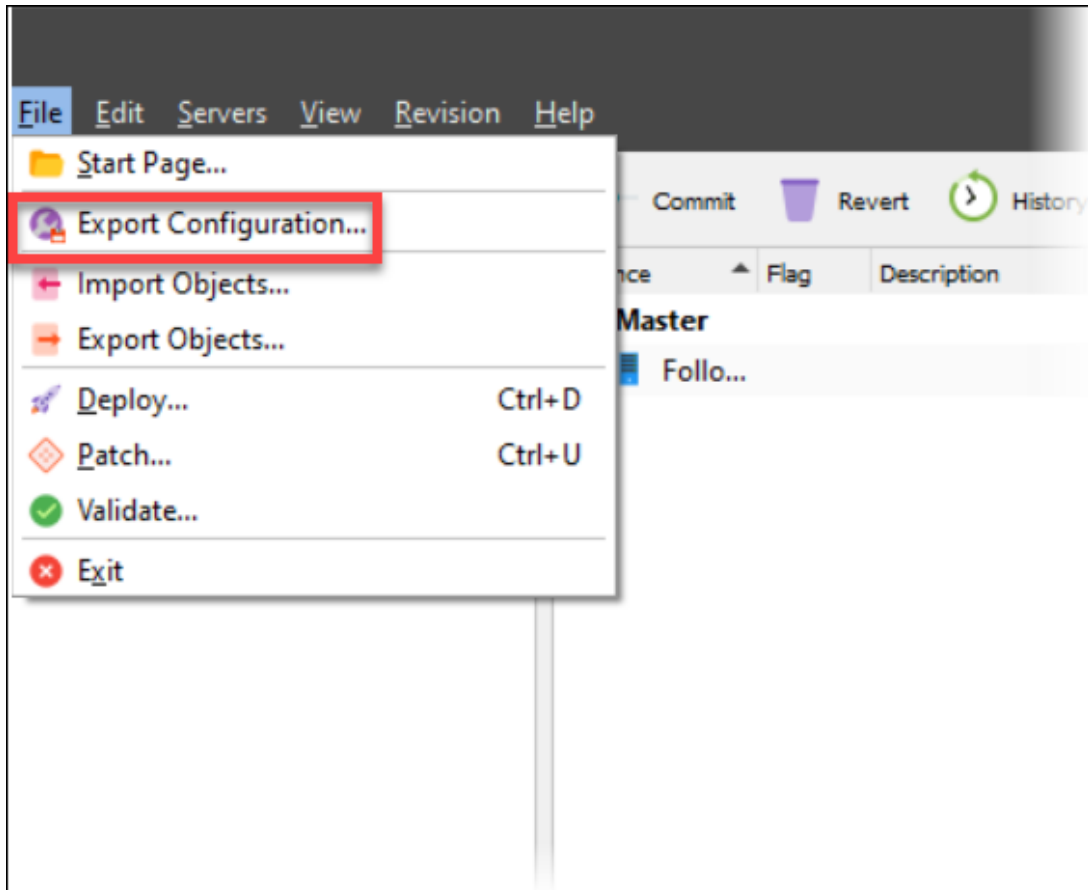 File Edit Servers View Revision Help
Start Page...
Export Configuration...
Import Objects...
Export Objects...
Deploy... Ctrl+D
Patch... Ctrl+U
Validate...
Exit
Commit Revert History
nce Flag Description
Master
Follo...